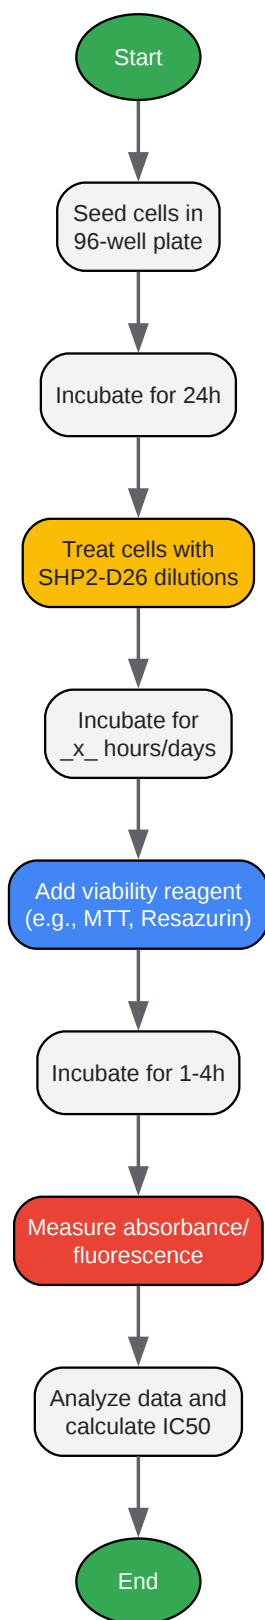 Start
Seed cells in
96-well plate
Incubate for 24h
Treat cells with
SHP2-D26 dilutions
Incubate for
_x_ hours/days
Add viability reagent
(e.g., MTT, Resazurin)
Incubate for 1-4h
Measure absorbance/
fluorescence
Analyze data and
calculate IC50
End